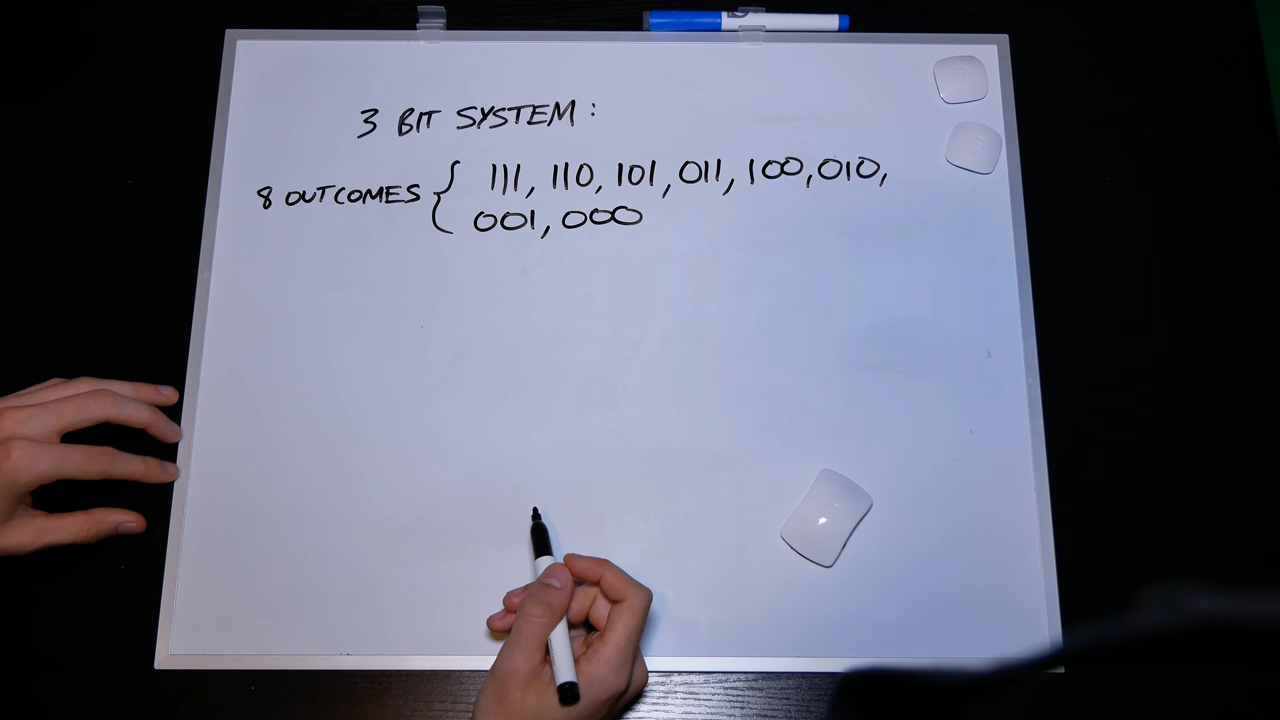 3 BIT SYSTEM:
8 OUTCOMES { 111, 110, 101, 011, 100, 010,
001, 000